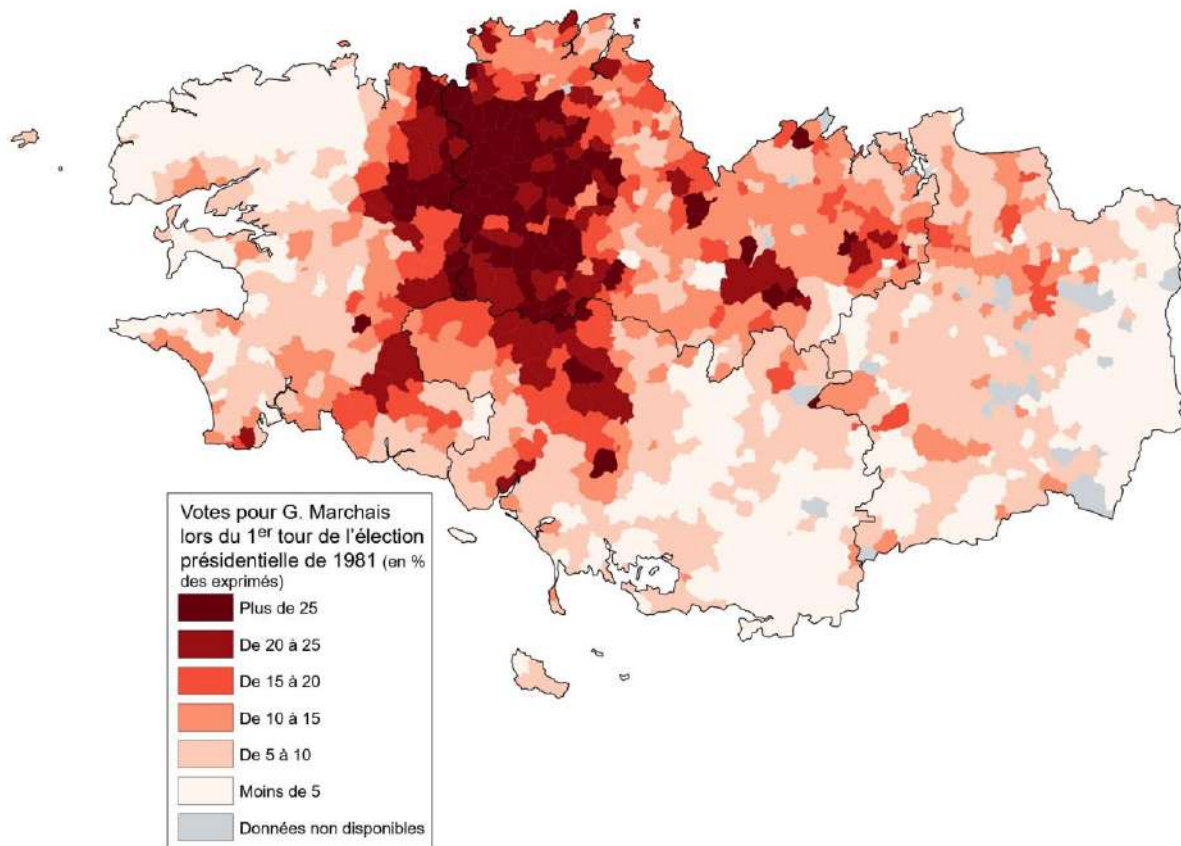 Votes pour G. Marchais
lors du 1er tour de l'élection
présidentielle de 1981 (en %
des exprimés)
Plus de 25
De 20 à 25
De 15 à 20
De 10 à 15
De 5 à 10
Moins de 5
Données non disponibles